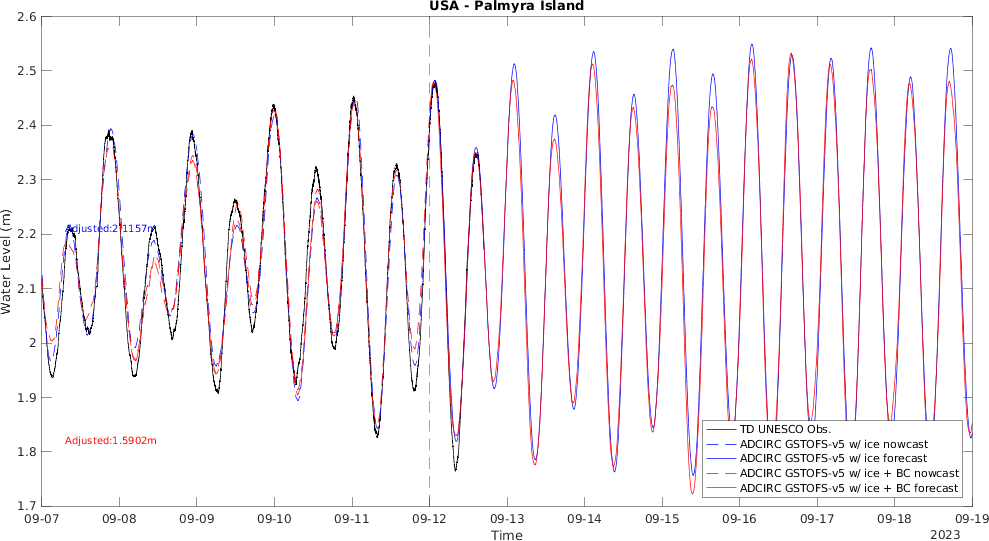 USA - Palmyra Island
Water Level (m)
2.6
2.5
2.4
2.3
2.2
2.1
2
1.9
1.8
1.7
Adjusted:2.1157m
Adjusted:1.5902m
TD UNESCO Obs.
ADCIRC GSTOFS-v5 w/ ice nowcast
ADCIRC GSTOFS-v5 w/ ice forecast
ADCIRC GSTOFS-v5 w/ ice + BC nowcast
ADCIRC GSTOFS-v5 w/ ice + BC forecast
09-07 09-08 09-09 09-10 09-11 09-12 09-13 09-14 09-15 09-16 09-17 09-18 09-19
Time
2023